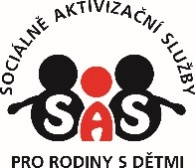 SOCIÁLNĚ AKTIVIZAČNÍ SLUŽBY
SAS
PRO RODINY S DĚTMI